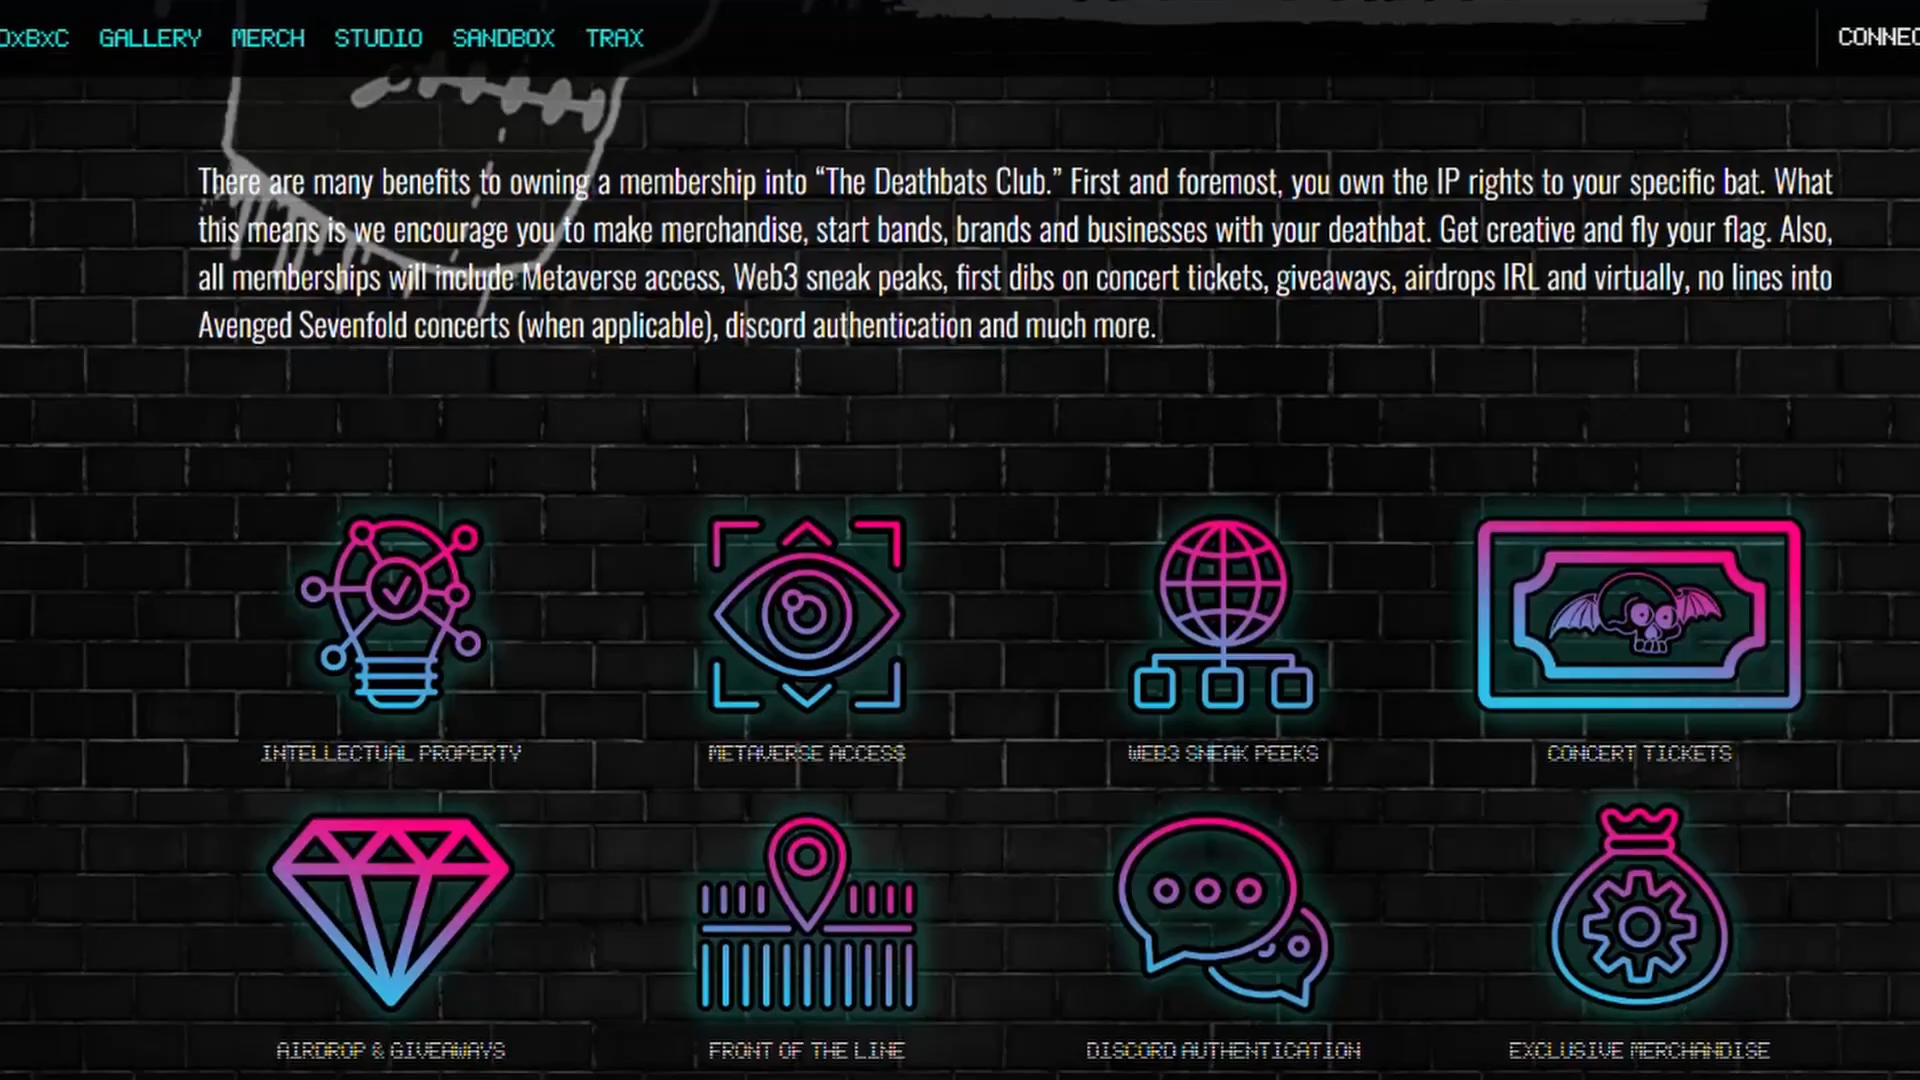 DxBxC GALLERY MERCH STUDIO SANDBOX TRAX CONNEC
There are many benefits to owning a membership into “The Deathbats Club.” First and foremost, you own the IP rights to your specific bat. What
this means is we encourage you to make merchandise, start bands, brands and businesses with your deathbat. Get creative and fly your flag. Also,
all memberships will include Metaverse access, Web3 sneak peaks, first dibs on concert tickets, giveaways, airdrops IRL and virtually, no lines into
Avenged Sevenfold concerts (when applicable), discord authentication and much more.
INTELLECTUAL PROPERTY METAVERSE ACCESS WEB3 SNEAK PEEKS CONCERT TICKETS
AIRDROP & GIVEAWAYS FRONT OF THE LINE DISCORD AUTHENTICATION EXCLUSIVE MERCHANDISE